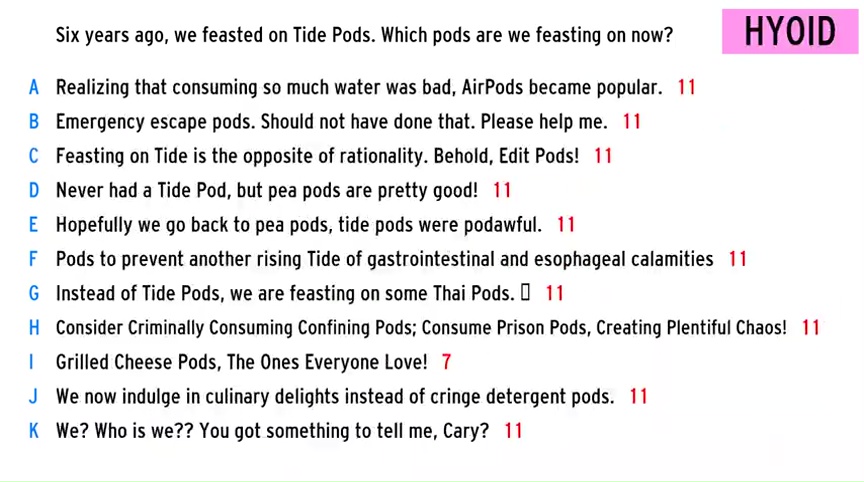 Six years ago, we feasted on Tide Pods. Which pods are we feasting on now?
HYOID
A Realizing that consuming so much water was bad, AirPods became popular. 11
B Emergency escape pods. Should not have done that. Please help me. 11
C Feasting on Tide is the opposite of rationality. Behold, Edit Pods! 11
D Never had a Tide Pod, but pea pods are pretty good! 11
E Hopefully we go back to pea pods, tide pods were podawful. 11
F Pods to prevent another rising Tide of gastrointestinal and esophageal calamities 11
G Instead of Tide Pods, we are feasting on some Thai Pods. 11
H Consider Criminally Consuming Confining Pods; Consume Prison Pods, Creating Plentiful Chaos! 11
I Grilled Cheese Pods, The Ones Everyone Love! 7
J We now indulge in culinary delights instead of cringe detergent pods. 11
K We? Who is we?? You got something to tell me, Cary? 11